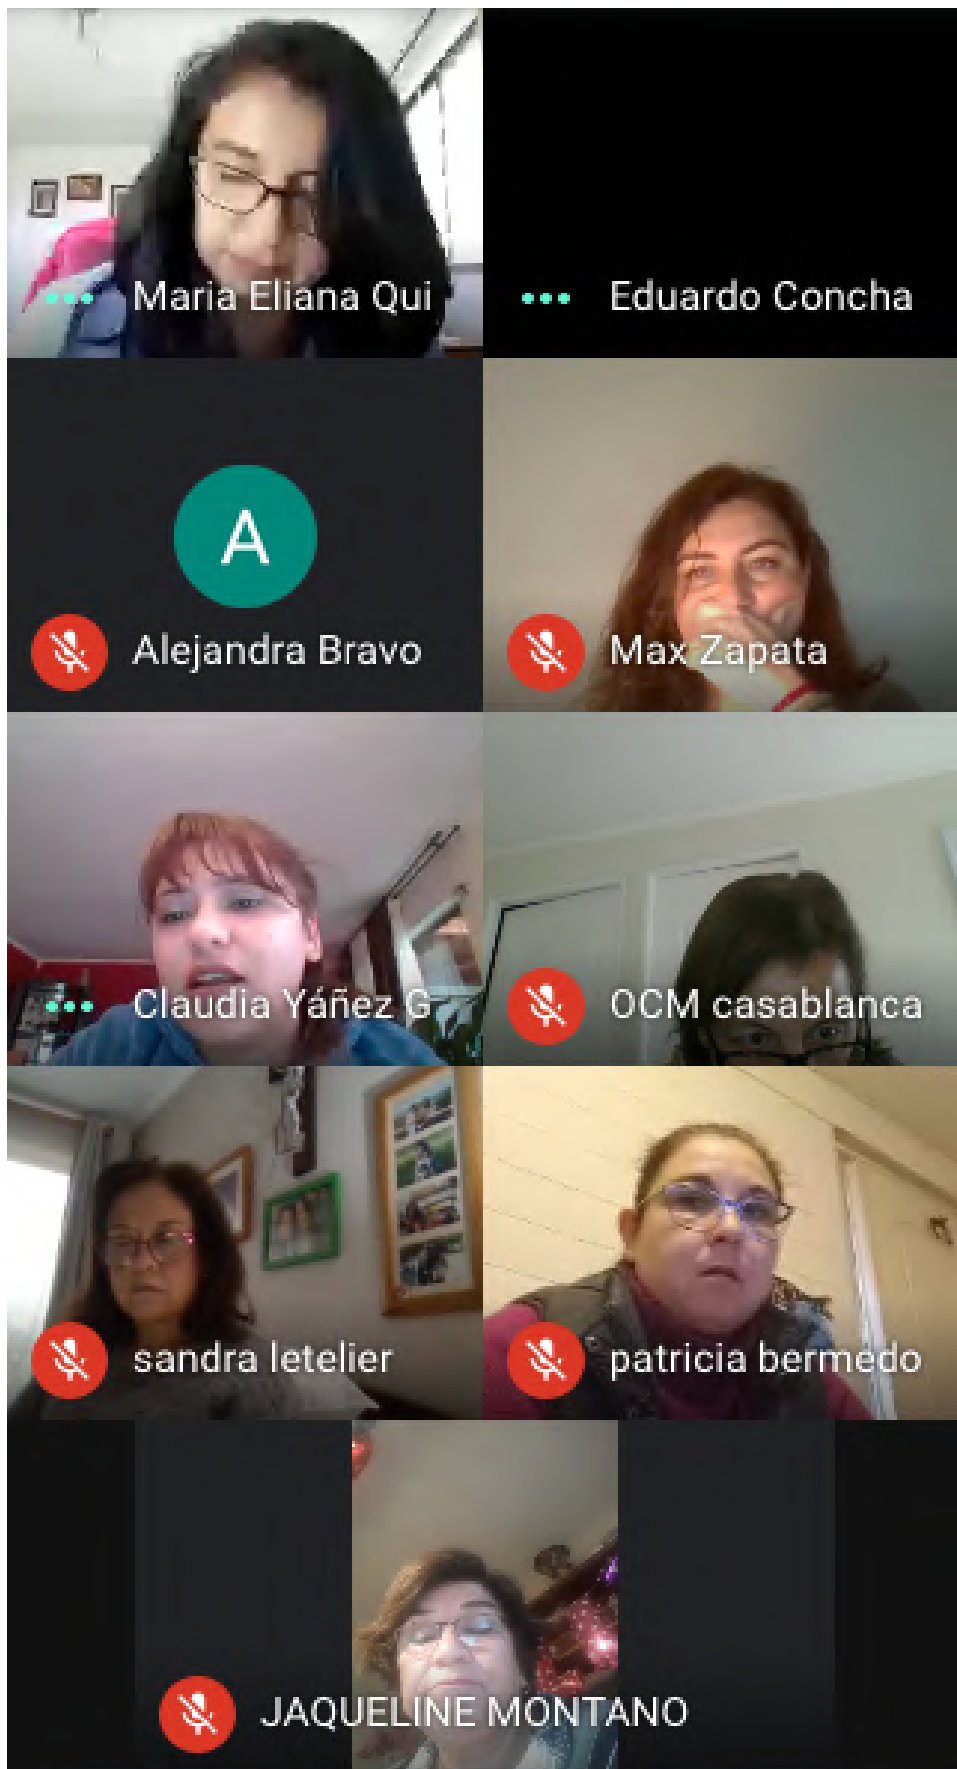 Maria Eliana Qui
Eduardo Concha
A
Alejandra Bravo
Max Zapata
Claudia Yáñez G
OCM casablanca
sandra letelier
patricia bermedo
JAQUELINE MONTANO